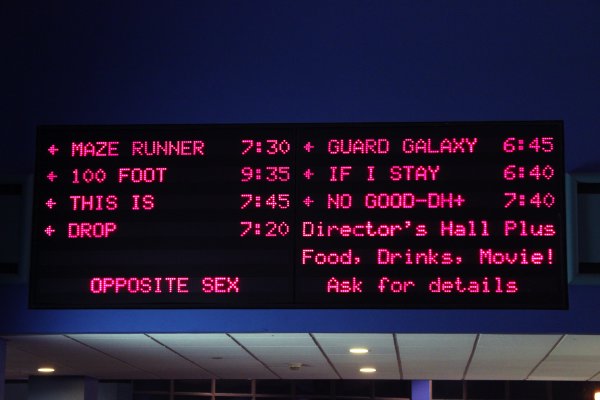 ← MAZE RUNNER 7:30
← 100 FOOT 9:35
← THIS IS 7:45
← DROP 7:20
OPPOSITE SEX
← GUARD GALAXY 6:45
← IF I STAY 6:40
← NO GOOD-DH+ 7:40
Director's Hall Plus
Food, Drinks, Movie!
Ask for details